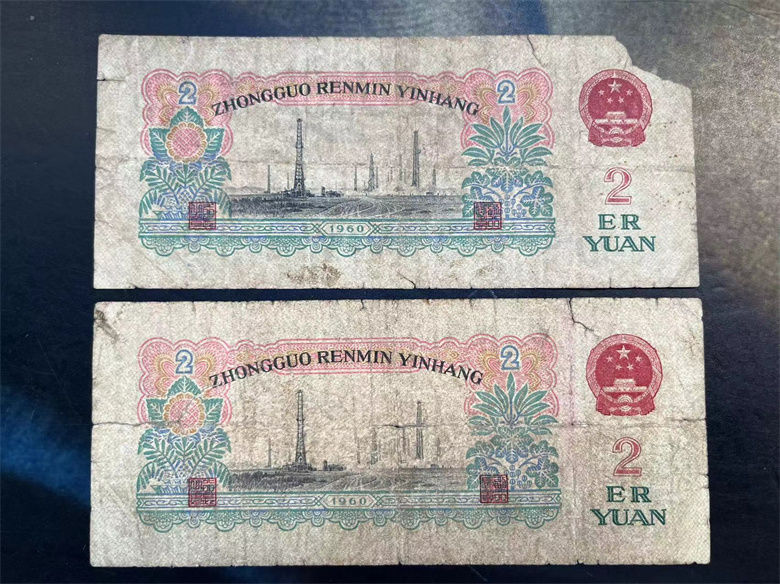 2 2
ZHONGGUO RENMIN YINHANG
2
ER
YUAN
1960
2 2
ZHONGGUO RENMIN YINHANG
2
ER
YUAN
1960